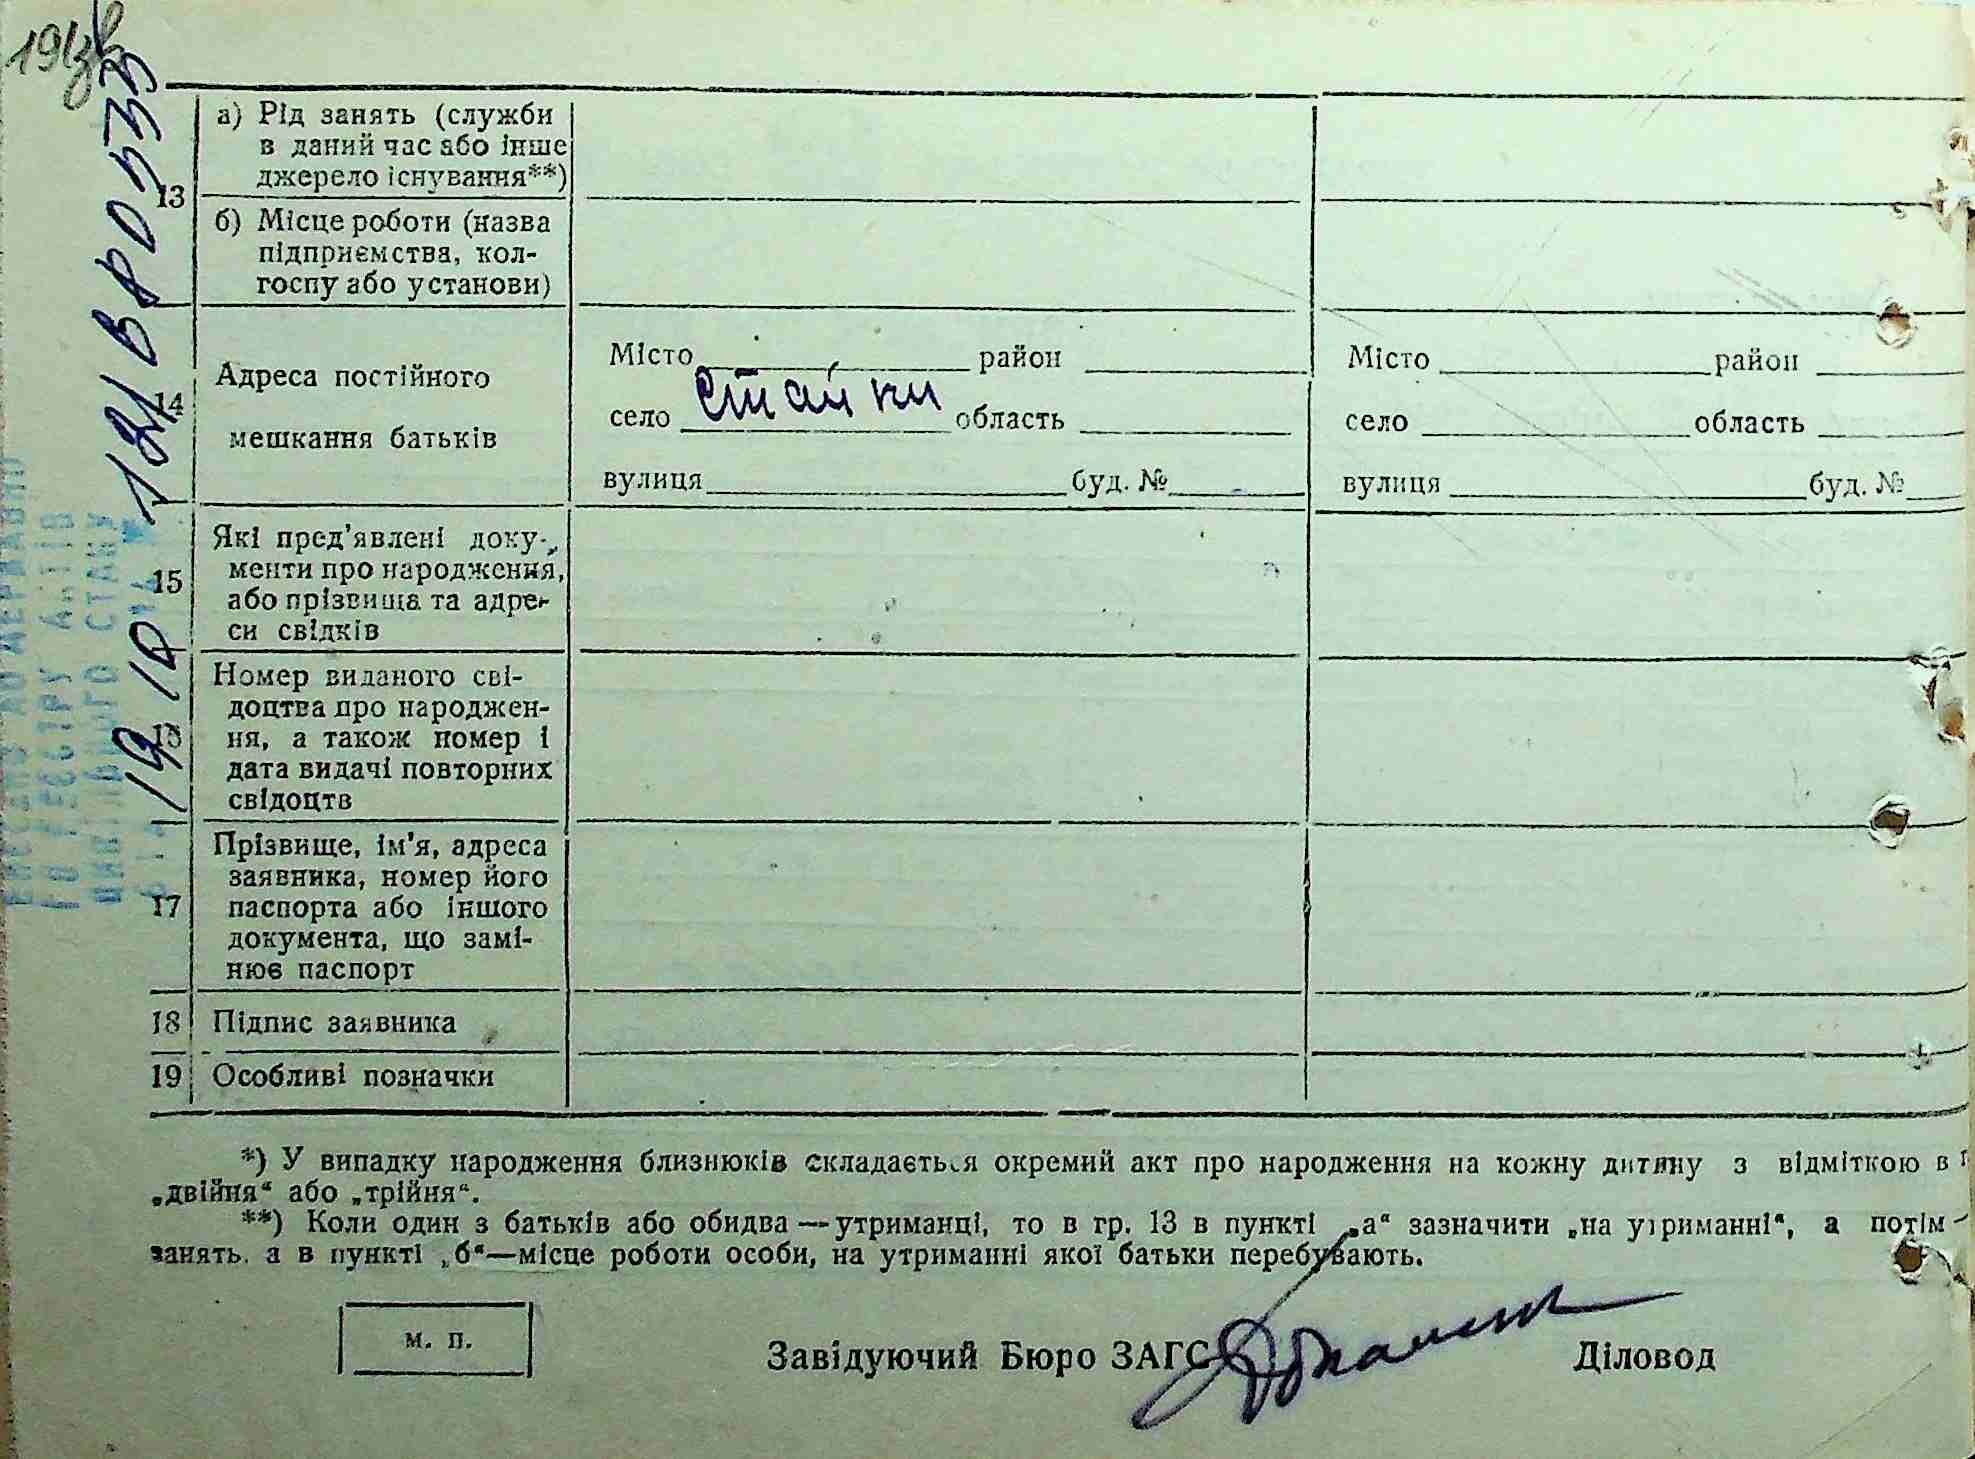 13
а) Рід занять (служби
в даний час або інше
джерело існування**)
б) Місце роботи (назва
підприємства, кол-
госпу або установи)
14
Адреса постійного
мешкання батьків
Місто район
село Стайки область
вулиця буд. №
Місто район
село область
вулиця буд. №
15
Які пред'явлені доку-
менти про народження,
або прізвища та адре-
си свідків
16
Номер виданого сві-
доцтва про народжен-
ня, а також номер і
дата видачі повторних
свідоцтв
17
Прізвище, ім'я, адреса
заявника, номер його
паспорта або іншого
документа, що замі-
нює паспорт
18 Підпис заявника
19 Особливі позначки
*) У випадку народження близнюків складається окремий акт про народження на кожну дитину з відміткою в
„двійня“ або „трійня“.
**) Коли один з батьків або обидва — утриманці, то в гр. 13 в пункті „а“ зазначити „на утриманні“, а потім
занять. а в пункті „б“—місце роботи особи, на утриманні якої батьки перебувають.
м. п.
Завідуючий Бюро ЗАГС Діловод